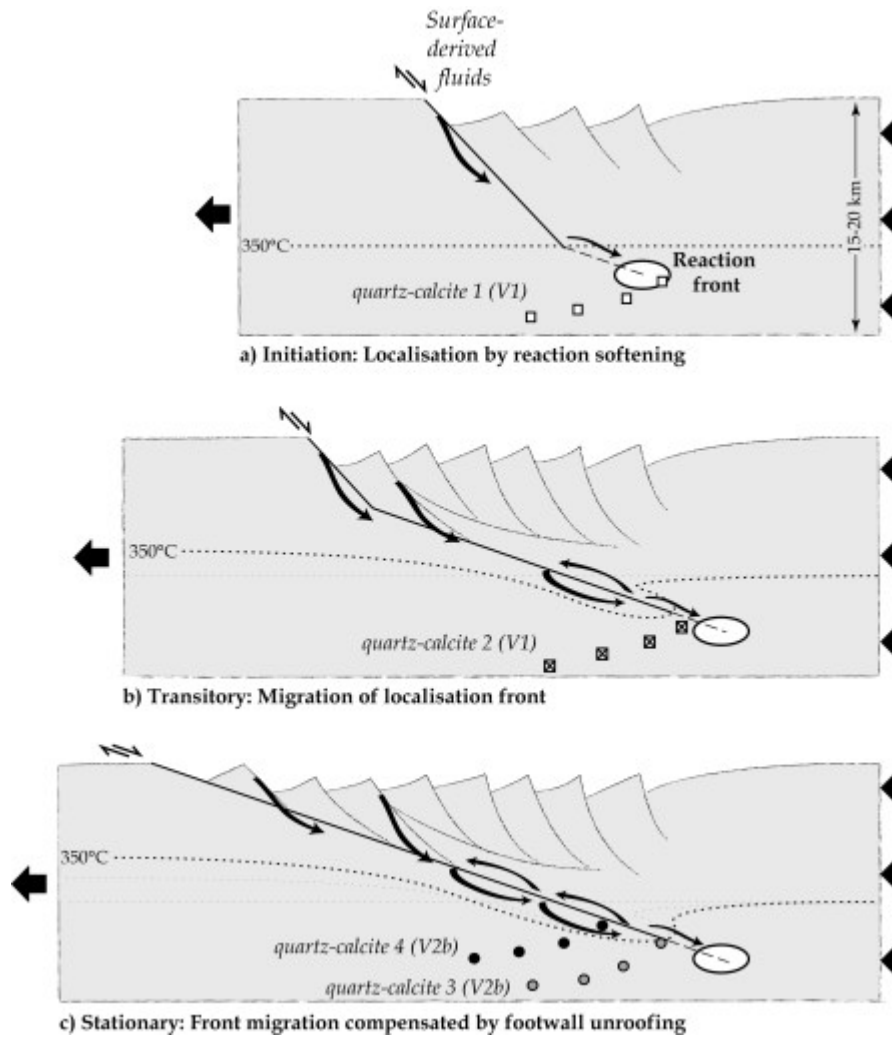 Surface-
derived
fluids
350°C
15-20 km
Reaction
front
quartz-calcite 1 (V1)
a) Initiation: Localisation by reaction softening
350°C
quartz-calcite 2 (V1)
b) Transitory: Migration of localisation front
350°C
quartz-calcite 4 (V2b)
quartz-calcite 3 (V2b)
c) Stationary: Front migration compensated by footwall unroofing